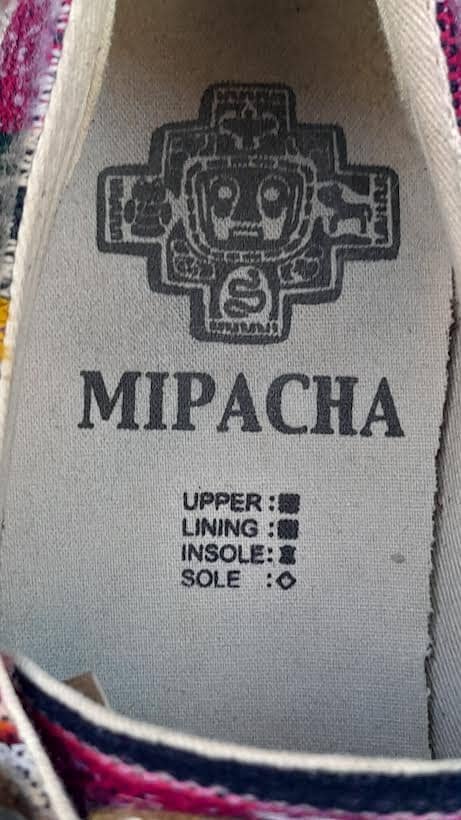 MIPACHA
UPPER :
LINING :
INSOLE:
SOLE :